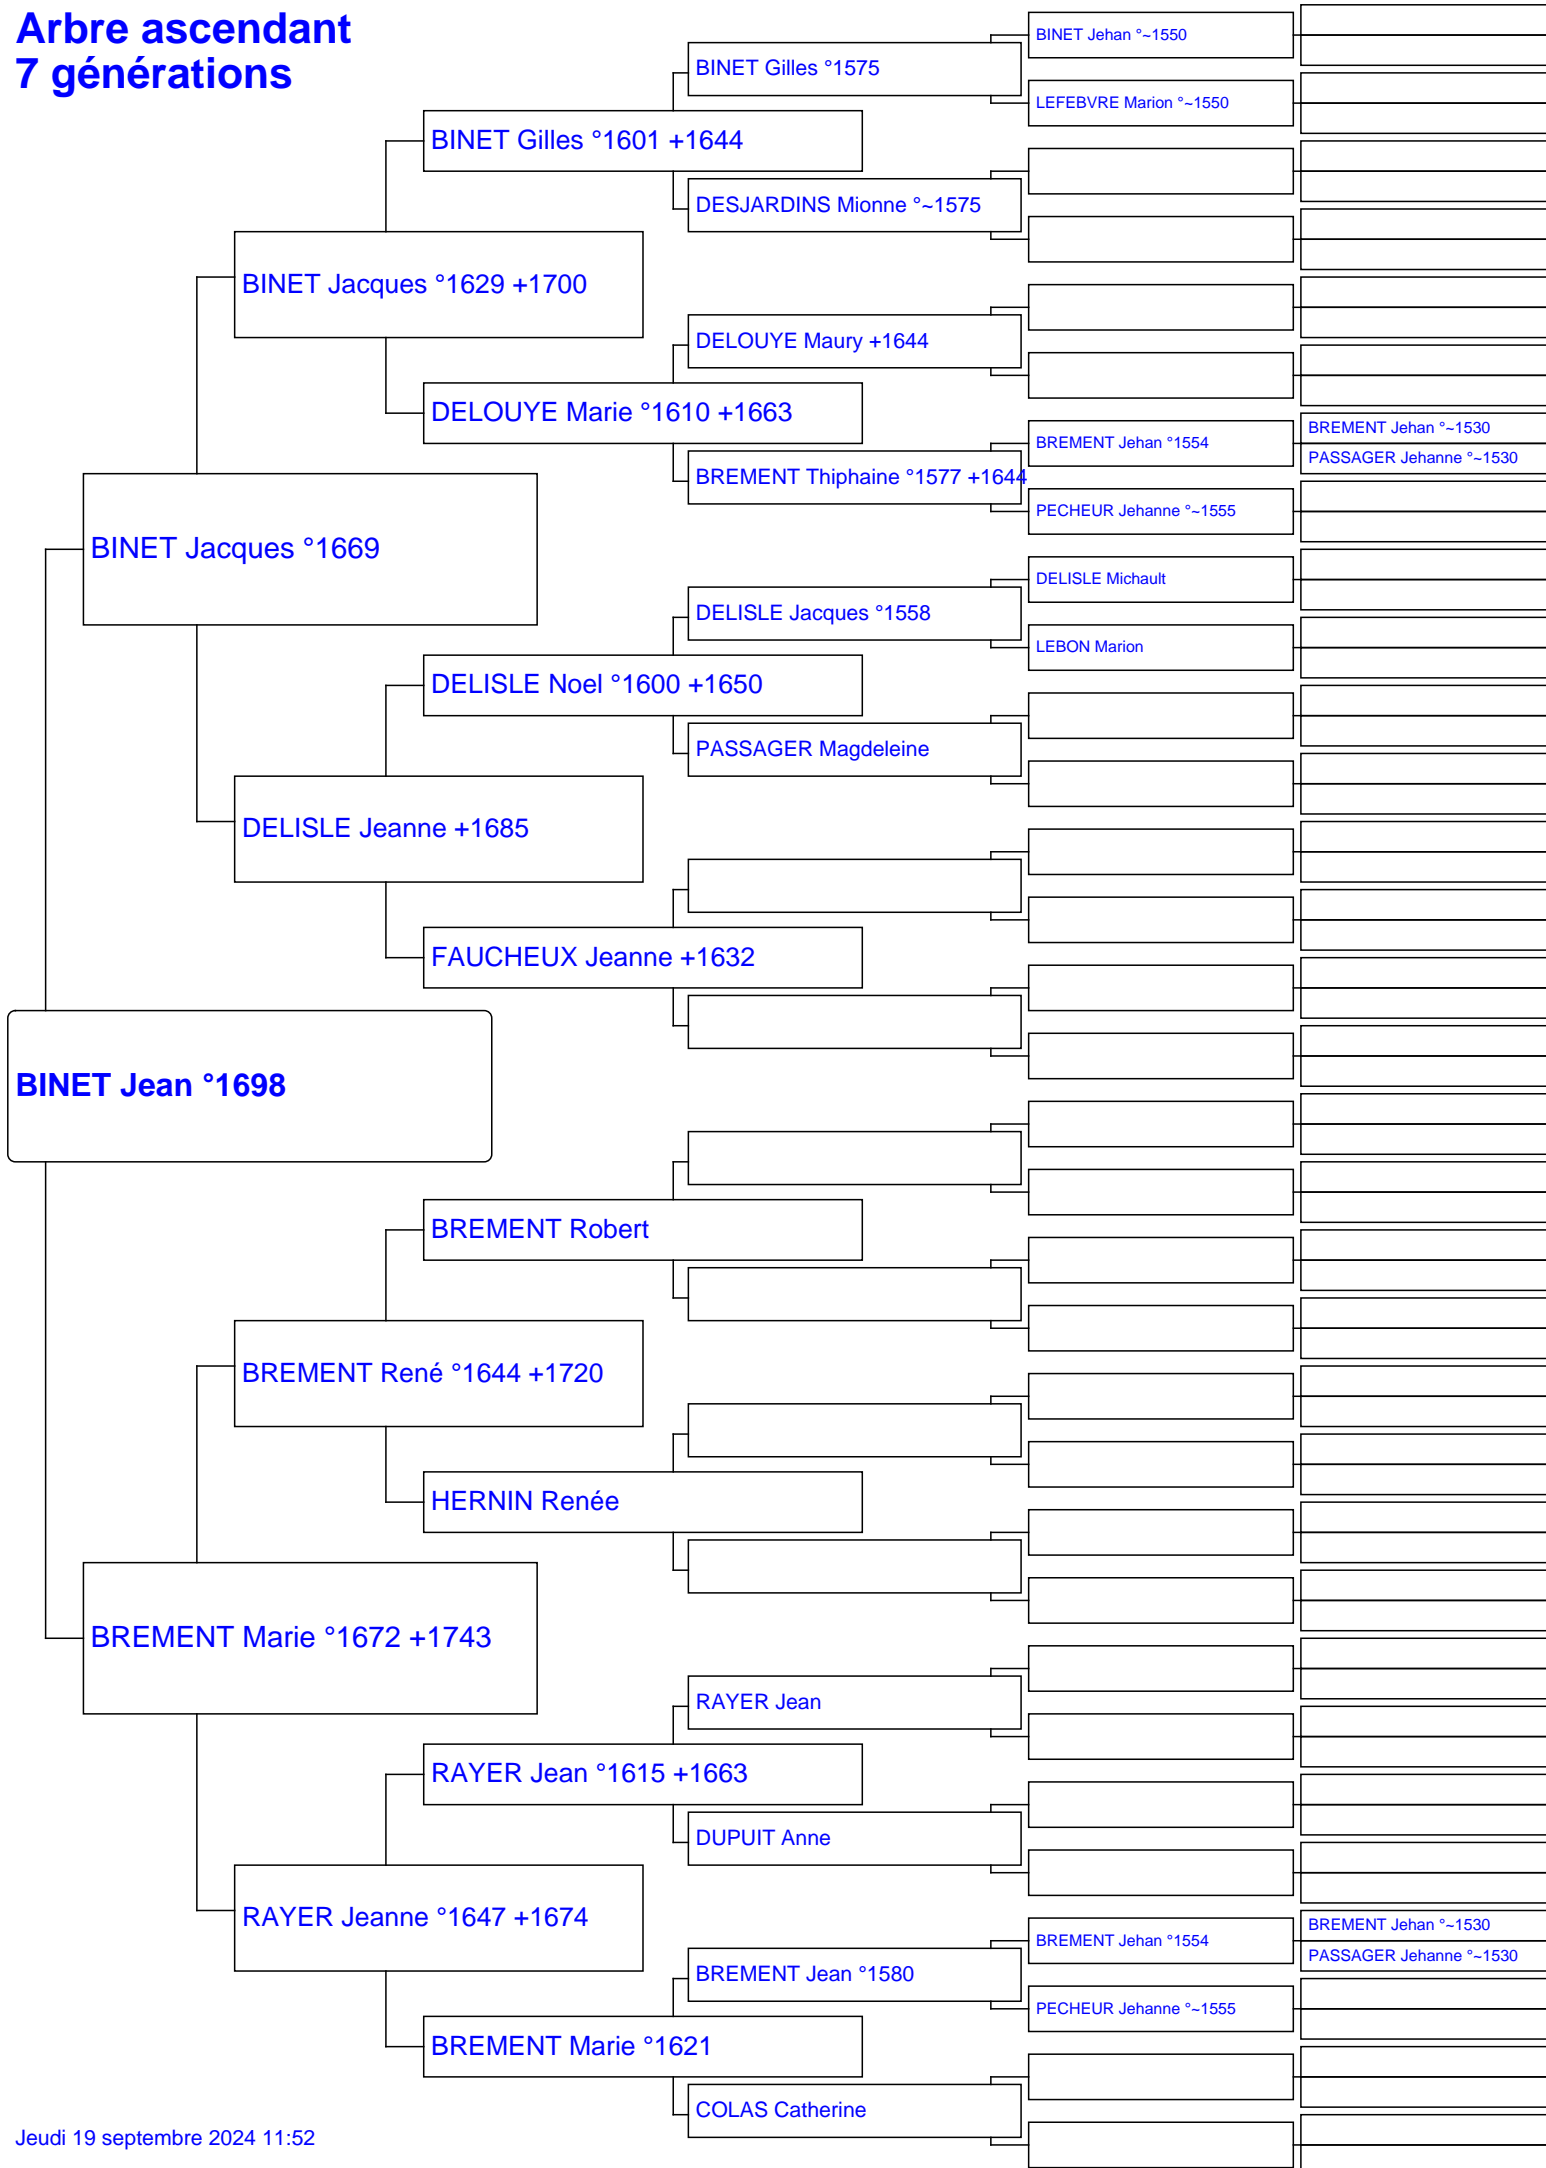 Arbre ascendant
7 générations
BINET Jehan °~1550
BINET Gilles °1575
LEFEBVRE Marion °~1550
BINET Gilles °1601 +1644
DESJARDINS Mionne °~1575
BINET Jacques °1629 +1700
DELOUYE Maury +1644
DELOUYE Marie °1610 +1663
BREMENT Jehan °1554
BREMENT Jehan °~1530
PASSAGER Jehanne °~1530
BREMENT Thiphaine °1577 +1644
PECHEUR Jehanne °~1555
BINET Jacques °1669
DELISLE Michault
DELISLE Jacques °1558
LEBON Marion
DELISLE Noel °1600 +1650
PASSAGER Magdeleine
DELISLE Jeanne +1685
FAUCHEUX Jeanne +1632
BINET Jean °1698
BREMENT Robert
BREMENT René °1644 +1720
HERNIN Renée
BREMENT Marie °1672 +1743
RAYER Jean
RAYER Jean °1615 +1663
DUPUIT Anne
RAYER Jeanne °1647 +1674
BREMENT Jehan °1554
BREMENT Jehan °~1530
PASSAGER Jehanne °~1530
BREMENT Jean °1580
PECHEUR Jehanne °~1555
BREMENT Marie °1621
COLAS Catherine
Jeudi 19 septembre 2024 11:52